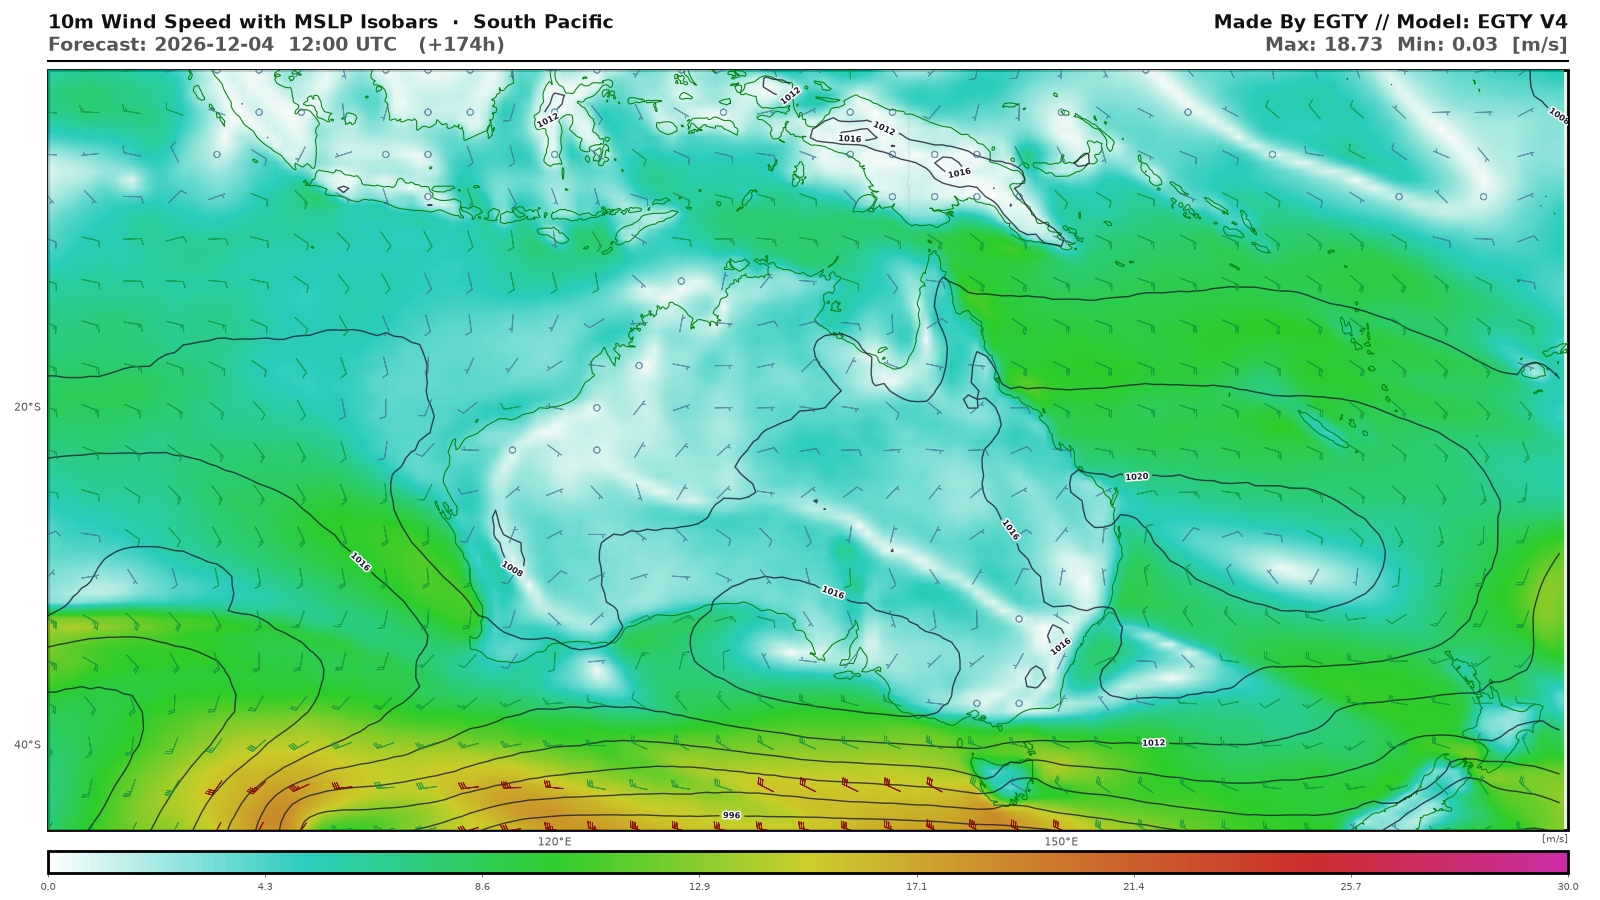 10m Wind Speed with MSLP Isobars · South Pacific
Made By EGTY // Model: EGTY V4
Forecast: 2026-12-04 12:00 UTC (+174h)
Max: 18.73 Min: 0.03 [m/s]
1012
1012
1008
1012
1016
1016
20°S
1020
1016
1016
1008
1016
1016
40°S
1012
996
120°E
150°E
[m/s]
0.0
4.3
8.6
12.9
17.1
21.4
25.7
30.0